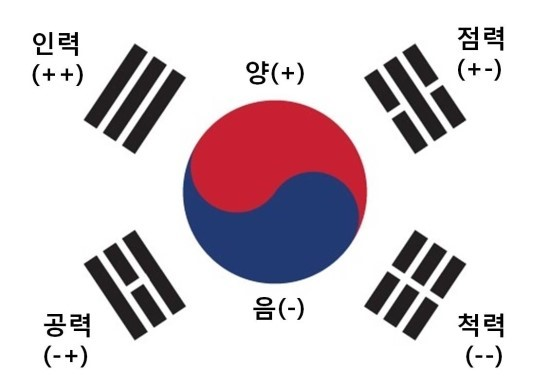 인력
(++)
양(+)
점력
(+-)
공력
(-+)
음(-)
척력
(--)